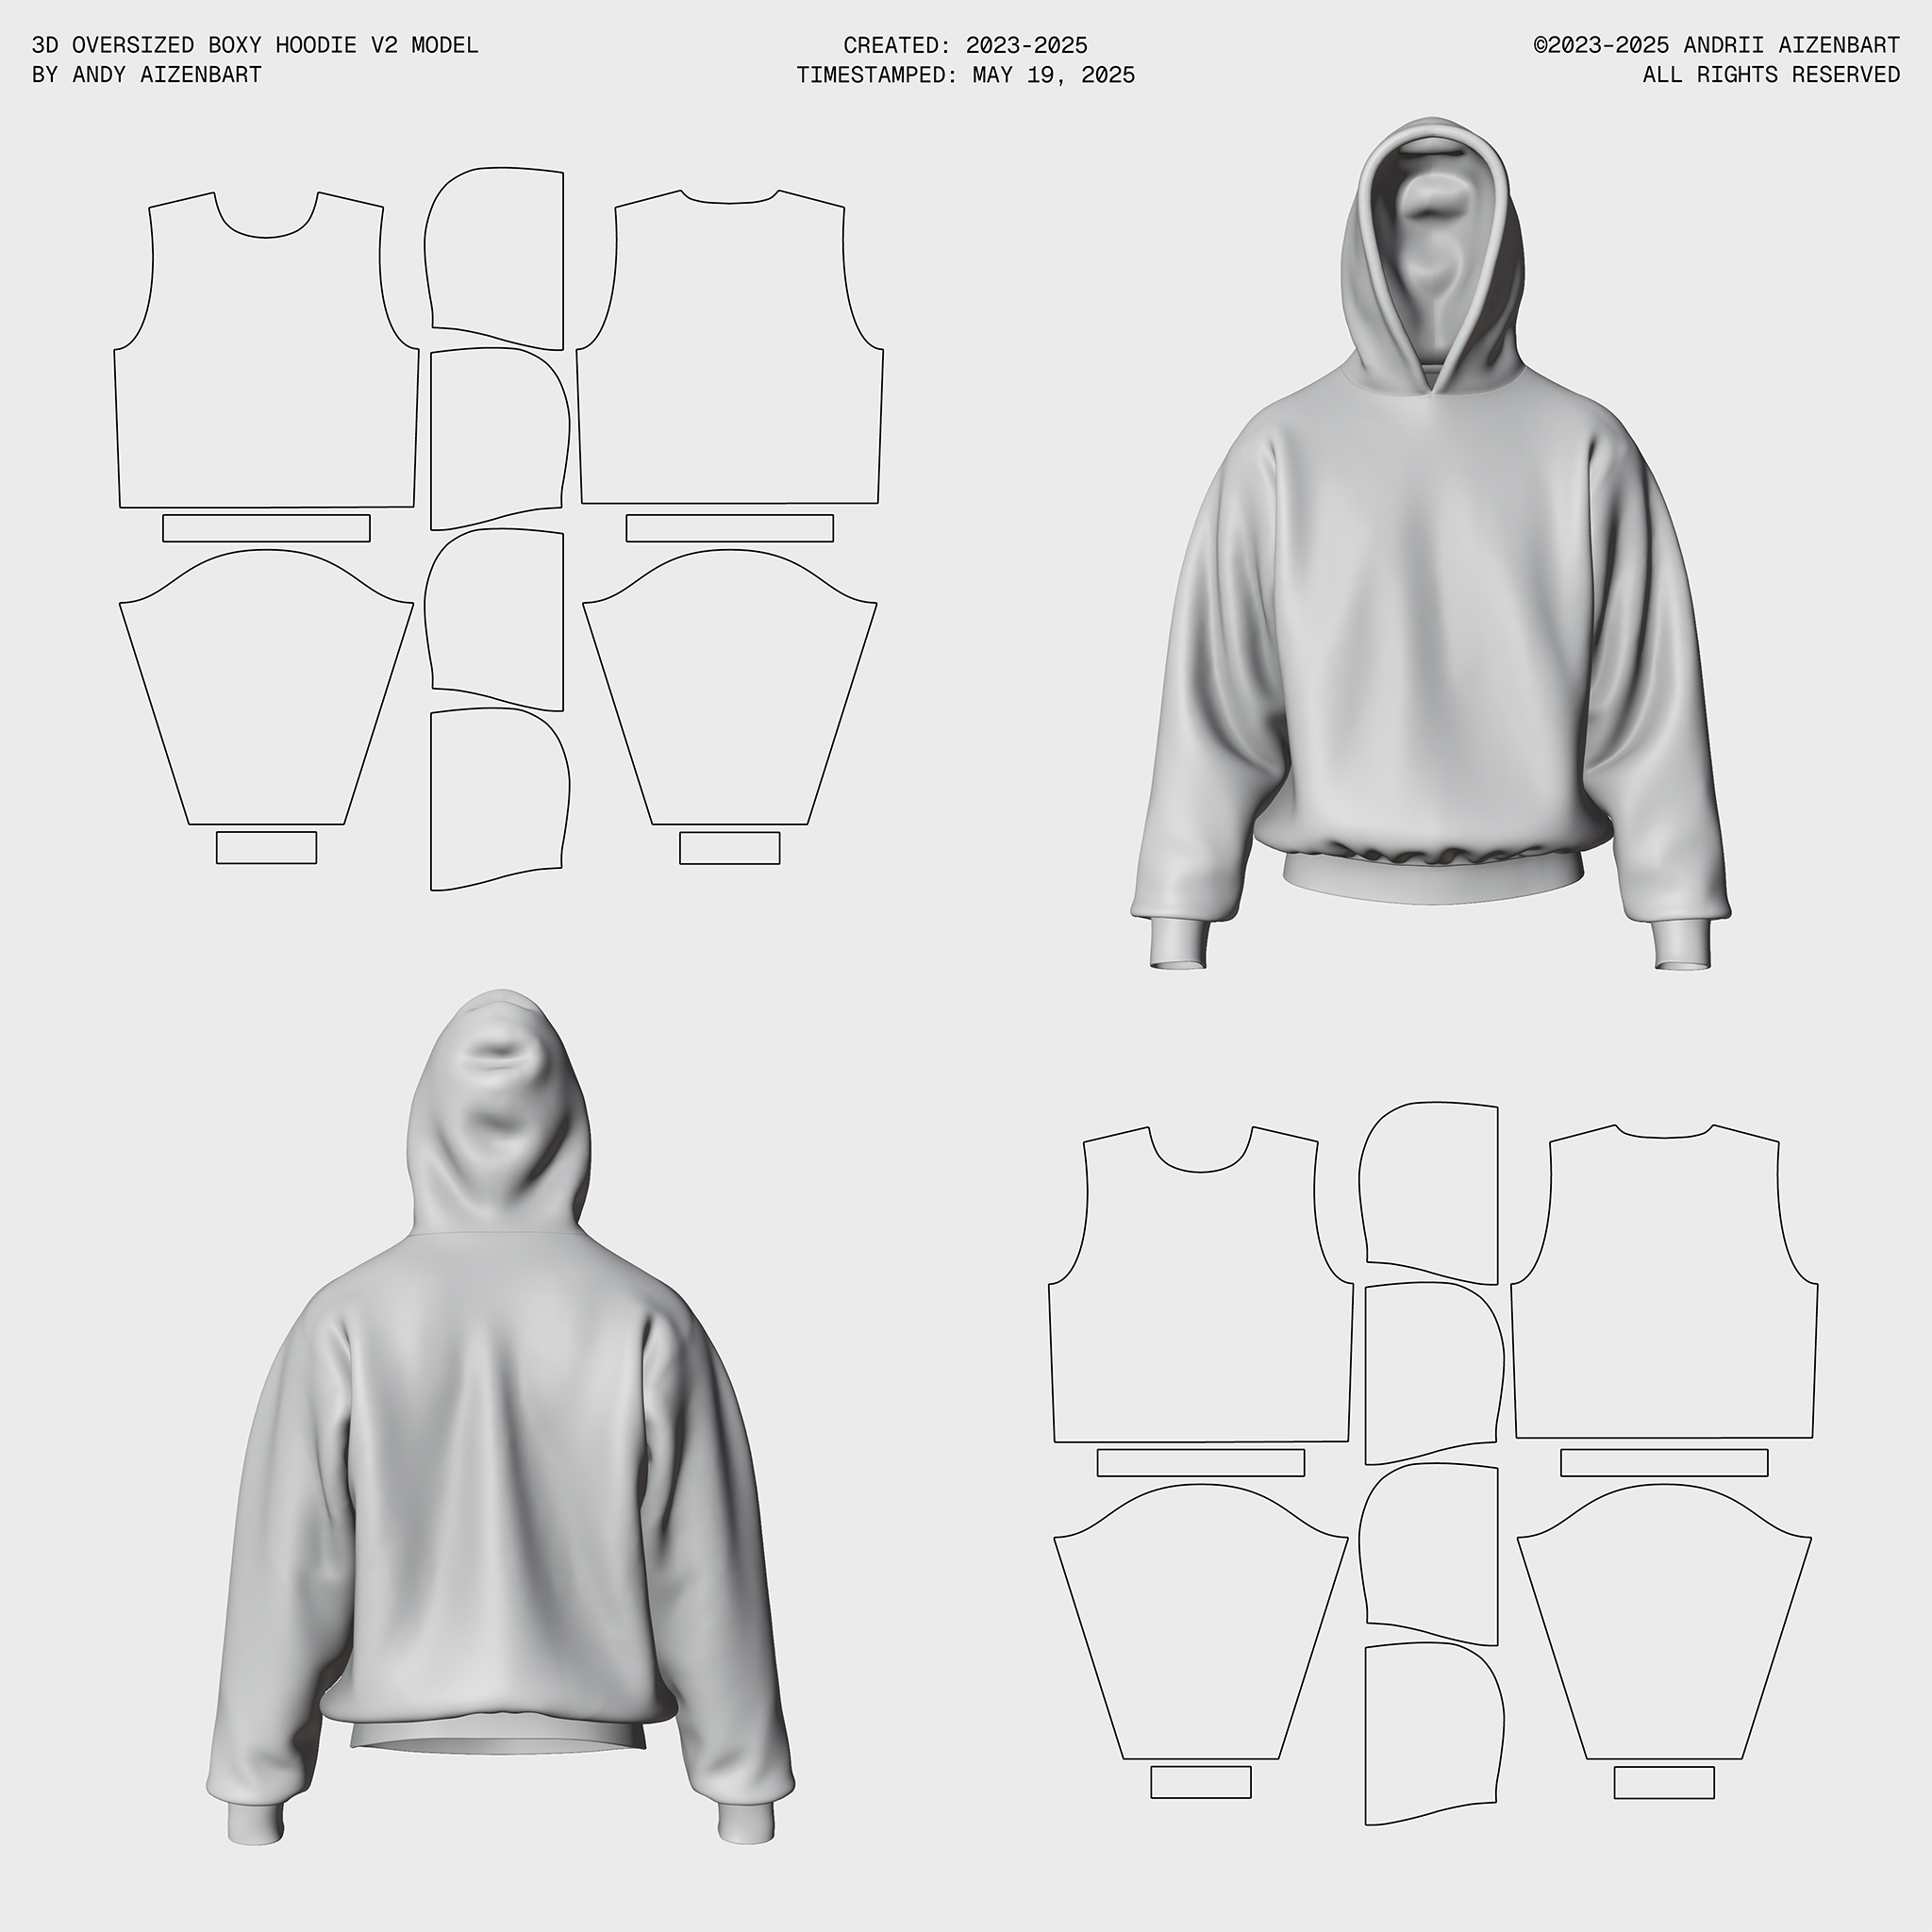 3D OVERSIZED BOXY HOODIE V2 MODEL
BY ANDY AIZENBART
CREATED: 2023-2025
TIMESTAMPED: MAY 19, 2025
©2023-2025 ANDRII AIZENBART
ALL RIGHTS RESERVED